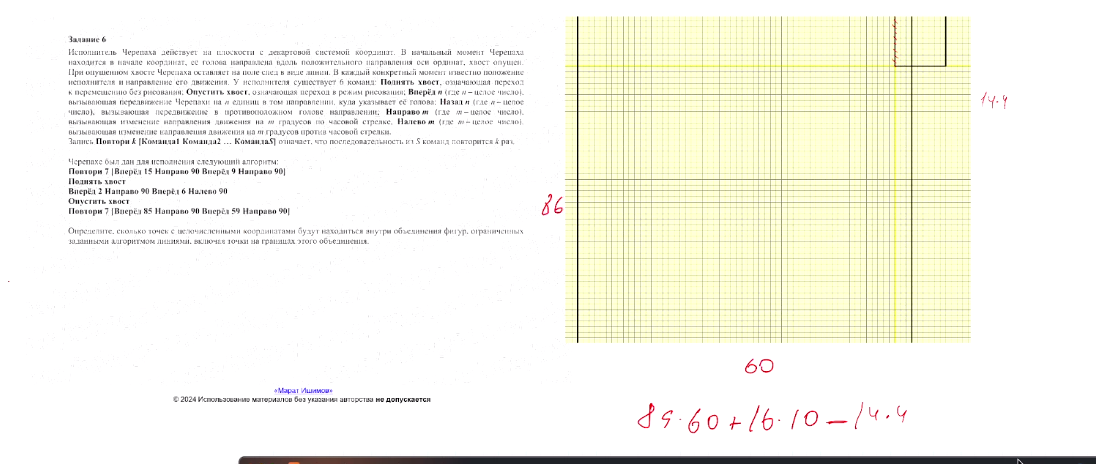 Задание 6
Исполнитель Черепаха действует на плоскости с декартовой системой координат. В начальный момент Черепаха
находится в начале координат, ее голова направлена вдоль положительного направления оси ординат, хвост опущен.
При опущенном хвосте Черепаха оставляет на поле след в виде линии. В каждый конкретный момент известно положение
исполнителя и направление его движения. У исполнителя существует 6 команд: Поднять хвост, означающая переход
к перемещению без рисования; Опустить хвост, означающая переход в режим рисования; Вперёд n (где n – целое число),
вызывающая передвижение Черепахи на n единиц в том направлении, куда указывает её голова; Назад n (где n – целое
число), вызывающая передвижение в противоположном голове направлении; Направо m (где m – целое число),
вызывающая изменение направления движения на m градусов по часовой стрелке, Налево m (где m – целое число),
вызывающая изменение направления движения на m градусов против часовой стрелки.
Запись Повтори k [Команда1 Команда2 … КомандаS] означает, что последовательность из S команд повторится k раз.
Черепахе был дан для исполнения следующий алгоритм:
Повтори 7 [Вперёд 15 Направо 90 Вперёд 9 Направо 90]
Поднять хвост
Вперёд 2 Направо 90 Вперёд 6 Налево 90
Опустить хвост
Повтори 7 [Вперёд 85 Направо 90 Вперёд 59 Направо 90]
Определите, сколько точек с целочисленными координатами будут находиться внутри объединения фигур, ограниченных
заданными алгоритмом линиями, включая точки на границах этого объединения.
«Марат Ишимов»
© 2024 Использование материалов без указания авторства не допускается
14.4
86
60